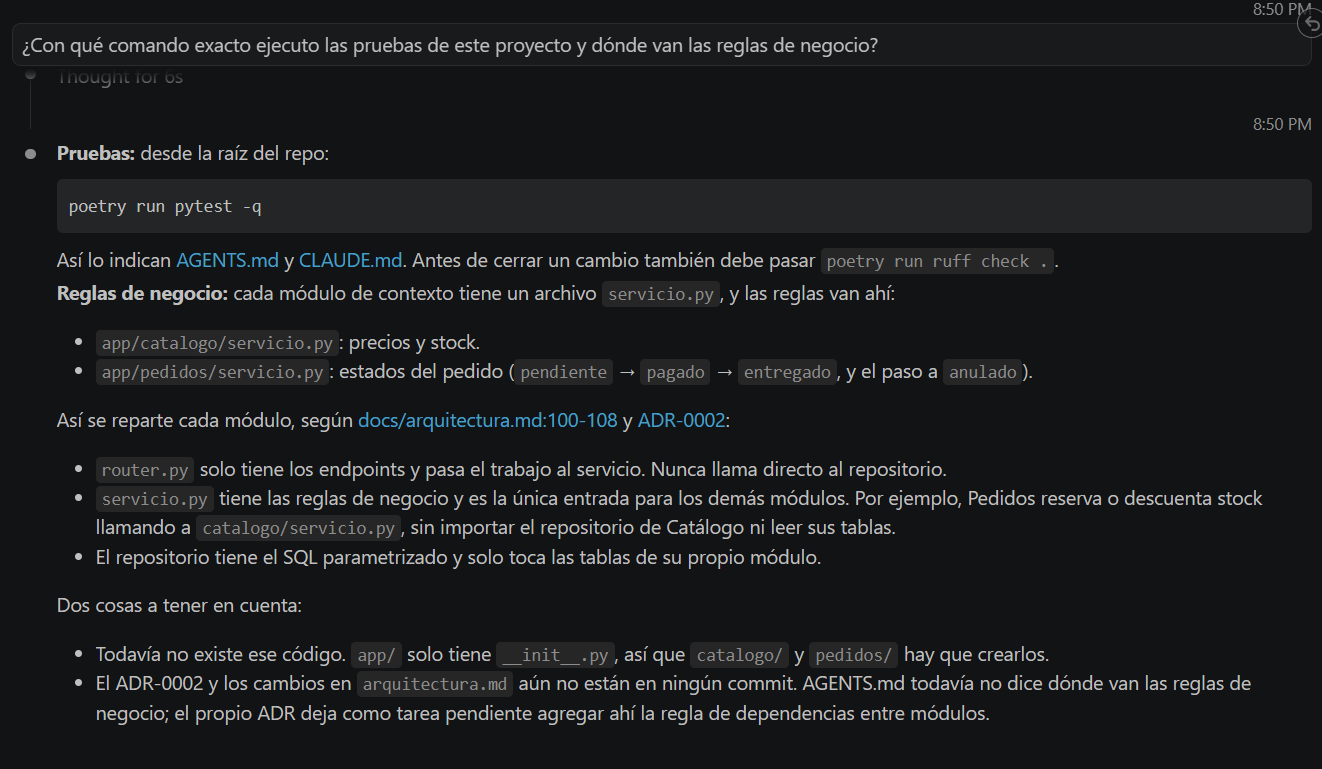 8:50 PM
¿Con qué comando exacto ejecuto las pruebas de este proyecto y dónde van las reglas de negocio?
Thought for 6s
8:50 PM
Pruebas: desde la raíz del repo:
poetry run pytest -q
Así lo indican AGENTS.md y CLAUDE.md. Antes de cerrar un cambio también debe pasar poetry run ruff check . .
Reglas de negocio: cada módulo de contexto tiene un archivo servicio.py, y las reglas van ahí:
• app/catalogo/servicio.py: precios y stock.
• app/pedidos/servicio.py: estados del pedido (pendiente → pagado → entregado, y el paso a anulado).
Así se reparte cada módulo, según docs/arquitectura.md:100-108 y ADR-0002:
• router.py solo tiene los endpoints y pasa el trabajo al servicio. Nunca llama directo al repositorio.
• servicio.py tiene las reglas de negocio y es la única entrada para los demás módulos. Por ejemplo, Pedidos reserva o descuenta stock
llamando a catalogo/servicio.py, sin importar el repositorio de Catálogo ni leer sus tablas.
• El repositorio tiene el SQL parametrizado y solo toca las tablas de su propio módulo.
Dos cosas a tener en cuenta:
• Todavía no existe ese código. app/ solo tiene __init__.py, así que catalogo/ y pedidos/ hay que crearlos.
• El ADR-0002 y los cambios en arquitectura.md aún no están en ningún commit. AGENTS.md todavía no dice dónde van las reglas de
negocio; el propio ADR deja como tarea pendiente agregar ahí la regla de dependencias entre módulos.